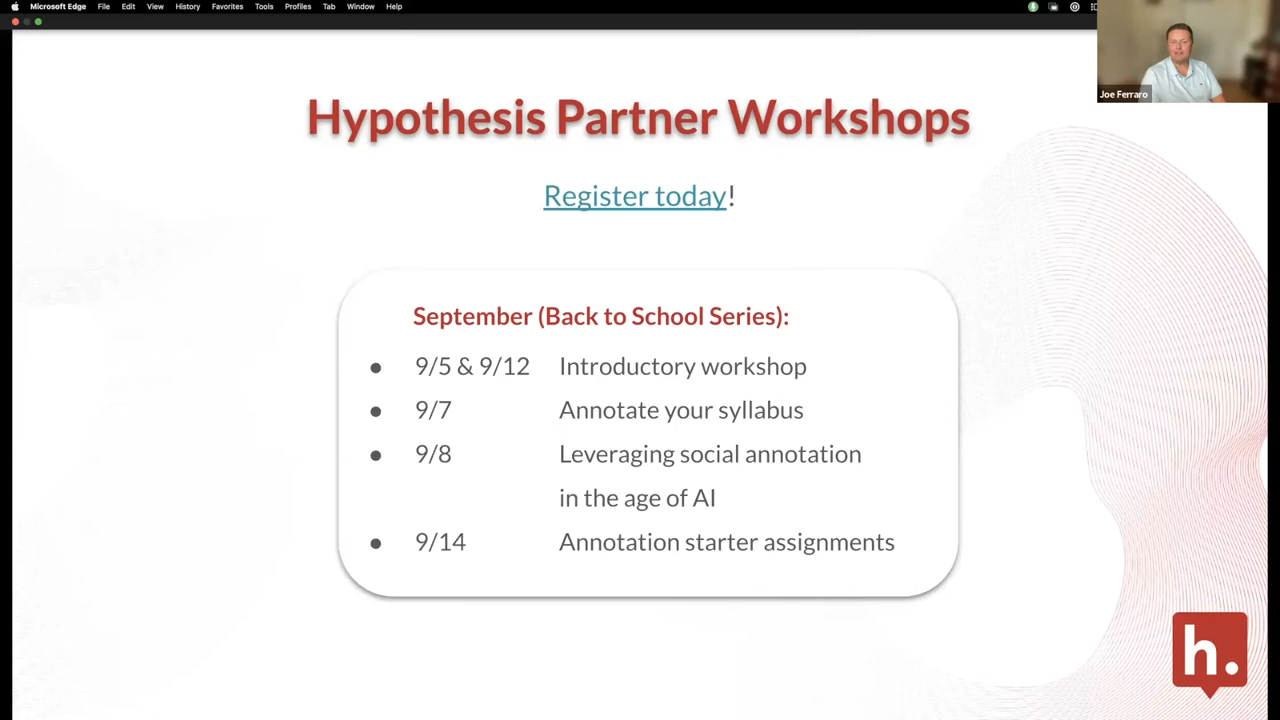 Microsoft Edge File Edit View History Favorites Tools Profiles Tab Window Help
Joe Ferraro
Hypothesis Partner Workshops
Register today!
September (Back to School Series):
● 9/5 & 9/12 Introductory workshop
● 9/7 Annotate your syllabus
● 9/8 Leveraging social annotation
in the age of AI
● 9/14 Annotation starter assignments
h.